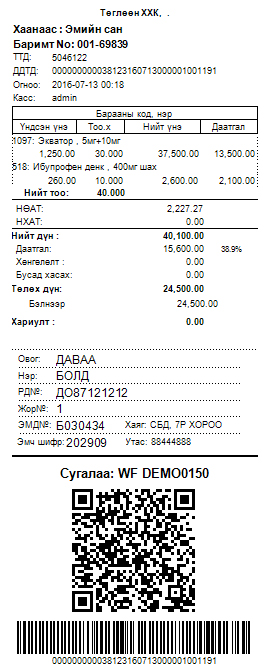 Төглөөн ХХК,  .
Хаанаас : Эмийн сан
Баримт No: 001-69839
ТТД: 5046122
ДДТД: 000000000038123160713000001001191
Огноо: 2016-07-13 00:18
Касс: admin
Барааны код, нэр
Үндсэн үнэ Тоо.х Нийт үнэ Даатгал
1097: Экватор , 5мг+10мг
1,250.00 30.000 37,500.00 13,500.00
518: Ибупрофен денк , 400мг шах
260.00 10.000 2,600.00 2,100.00
Нийт тоо: 40.000
НӨАТ: 2,227.27
НХАТ: 0.00
Нийт дүн : 40,100.00
Даатгал: 15,600.00 38.9%
Хөнгөлөлт : 0.00
Бусад хасах: 0.00
Төлөх дүн: 24,500.00
Бэлнээр 24,500.00
Хариулт : 0.00
Овог: ДАВАА
Нэр: БОЛД
РД№: ДО87121212
Жор№: 1
ЭМД№: Б030434 Хаяг: СБД, 7Р ХОРОО
Эмч шифр: 202909 Утас: 88444888
Сугалаа: WF DEMO0150
000000000038123160713000001001191